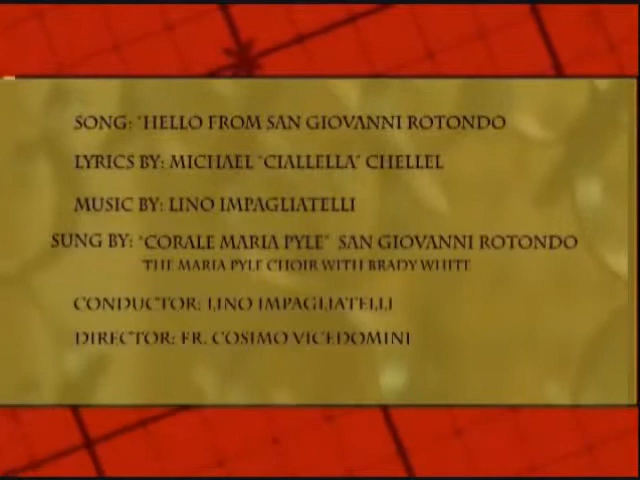 SONG: "HELLO FROM SAN GIOVANNI ROTONDO
LYRICS BY: MICHAEL "CIALLELLA" CHELLEL
MUSIC BY: LINO IMPAGLIATELLI
SUNG BY: "CORALE MARIA PYLE" SAN GIOVANNI ROTONDO
THE MARIA PYLE CHOIR WITH BRADY WHITE
CONDUCTOR: LINO IMPAGLIATELLI
DIRECTOR: FR. COSIMO VICEDOMINI